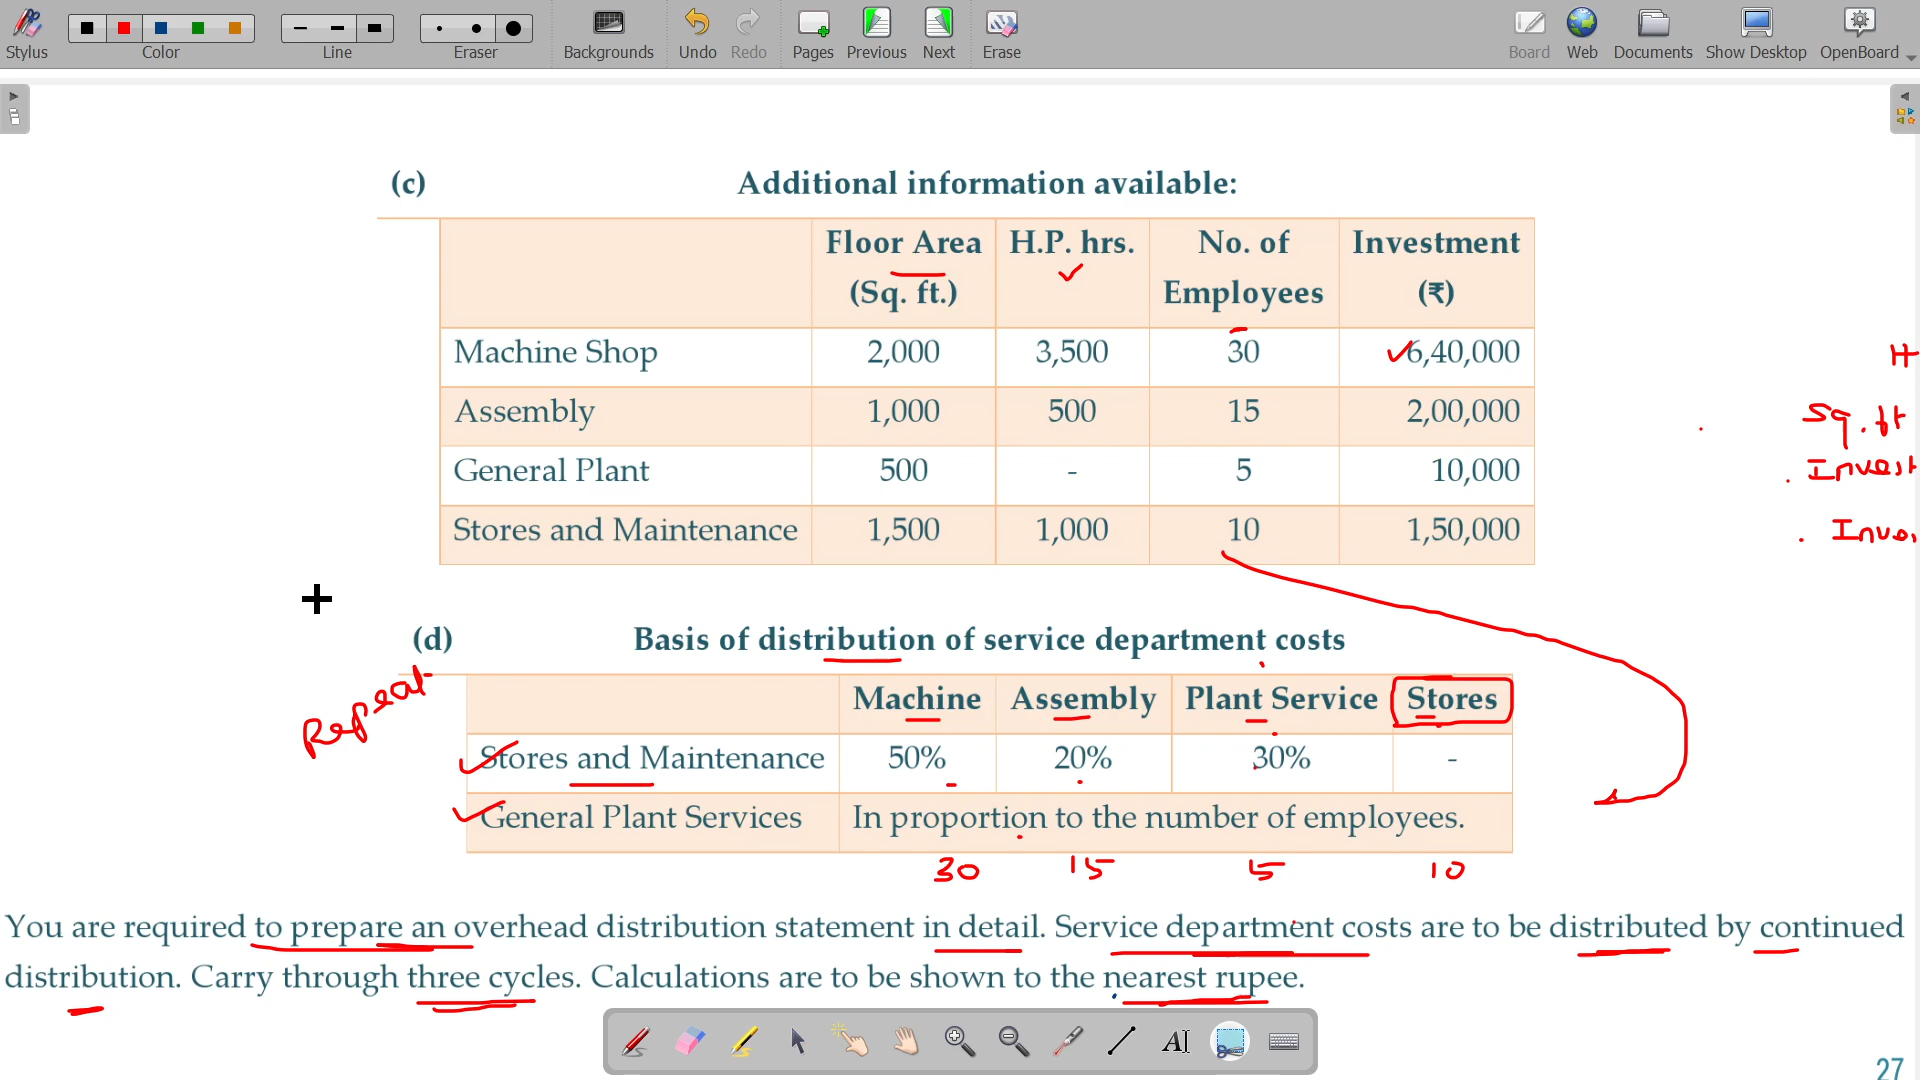 Stylus Color Line Eraser Backgrounds Undo Redo Pages Previous Next Erase Board Web Documents Show Desktop OpenBoard
(c) Additional information available:
Floor Area (Sq. ft.) H.P. hrs. No. of Employees Investment (₹)
Machine Shop 2,000 3,500 30 6,40,000
H
Assembly 1,000 500 15 2,00,000
Sq.ft
General Plant 500 - 5 10,000
Invest
Stores and Maintenance 1,500 1,000 10 1,50,000
(d) Basis of distribution of service department costs
Repeat
Machine Assembly Plant Service Stores
Stores and Maintenance 50% 20% 30% -
General Plant Services In proportion to the number of employees.
30 15 5 10
You are required to prepare an overhead distribution statement in detail. Service department costs are to be distributed by continued
distribution. Carry through three cycles. Calculations are to be shown to the nearest rupee.
27